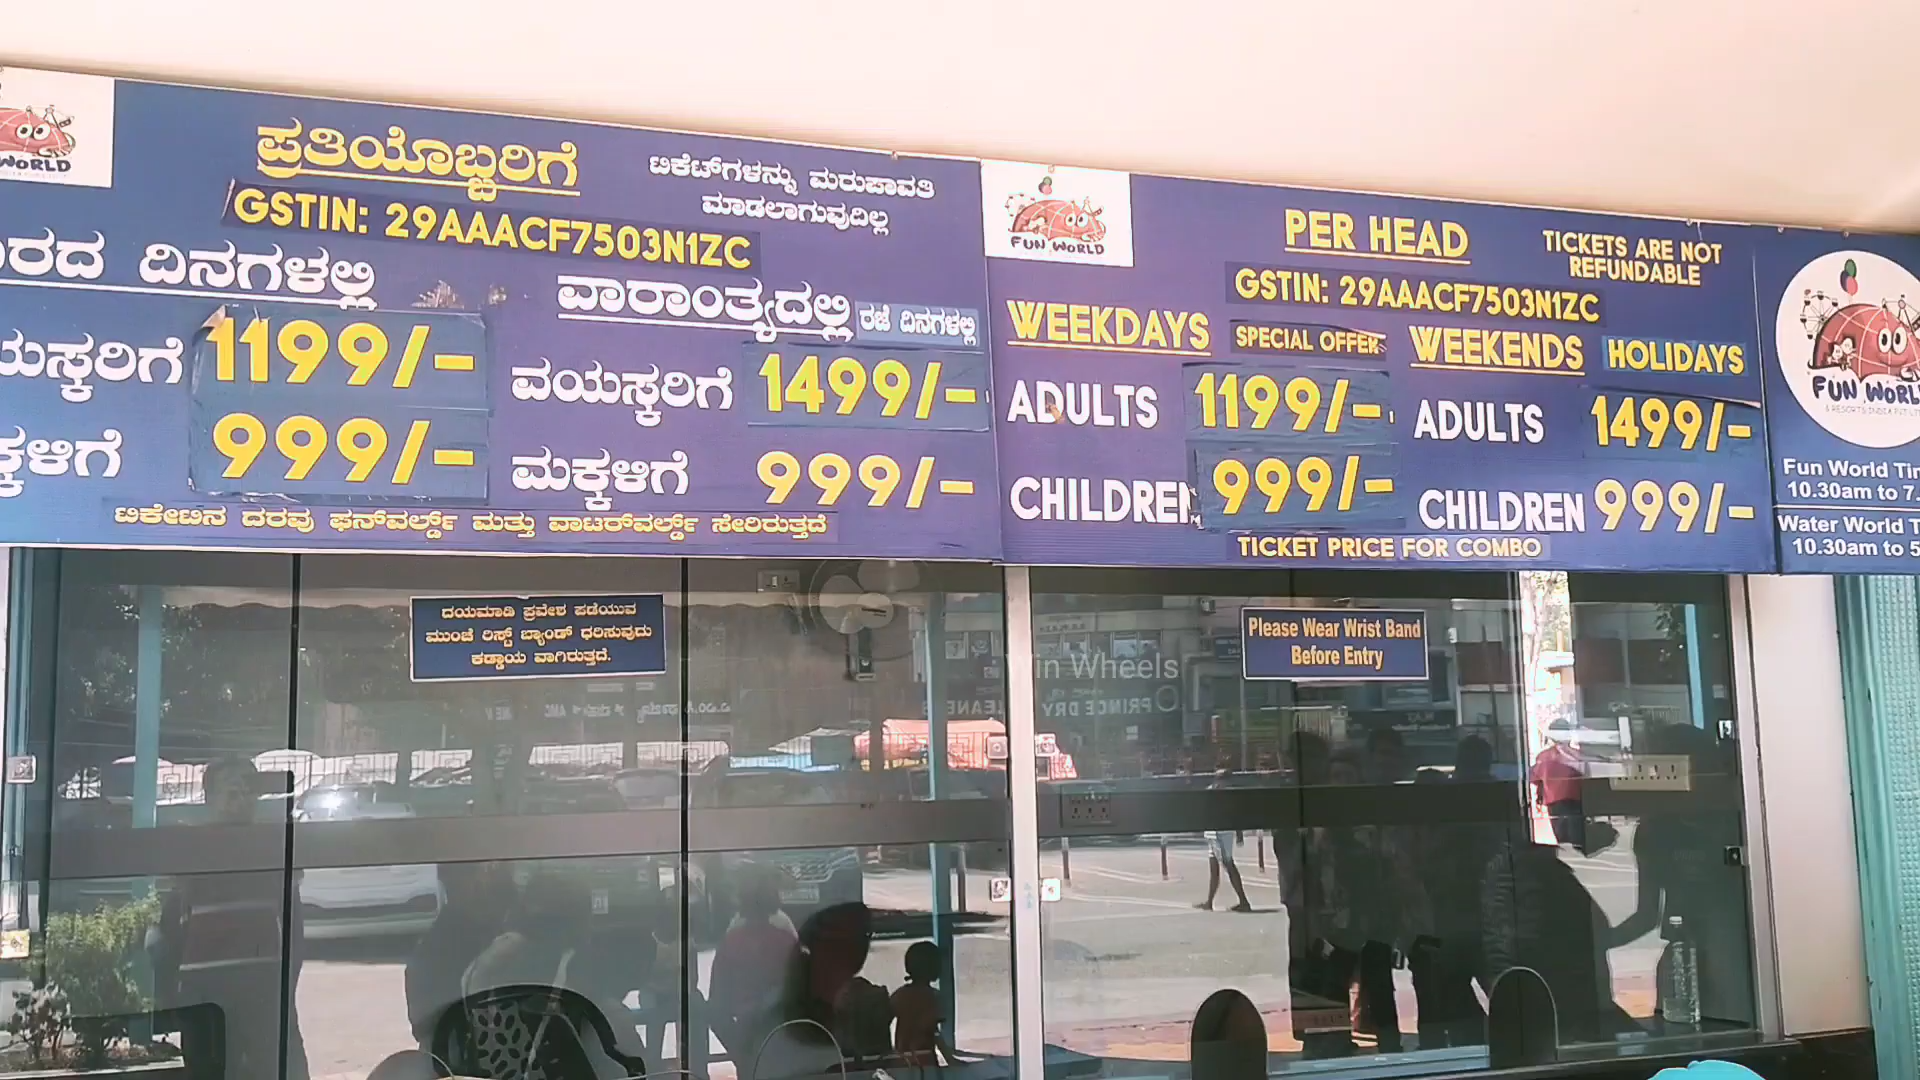 WORLD
ಪ್ರತಿಯೊಬ್ಬರಿಗೆ
ಟಿಕೆಟ್‌ಗಳನ್ನು ಮರುಪಾವತಿ
ಮಾಡಲಾಗುವುದಿಲ್ಲ
GSTIN: 29AAACF7503N1ZC
ದಿನಗಳಲ್ಲಿ
ವಾರಾಂತ್ಯದಲ್ಲಿ ರಜೆ ದಿನಗಳಲ್ಲಿ
1199/-
ವಯಸ್ಕರಿಗೆ 1499/-
999/-
ಮಕ್ಕಳಿಗೆ 999/-
ಟಿಕೇಟಿನ ದರವು ಫನ್‌ವರ್ಲ್ಡ್ ಮತ್ತು ವಾಟರ್‌ವರ್ಲ್ಡ್ ಸೇರಿರುತ್ತದೆ
FUN WORLD
PER HEAD
TICKETS ARE NOT
REFUNDABLE
GSTIN: 29AAACF7503N1ZC
WEEKDAYS SPECIAL OFFER WEEKENDS HOLIDAYS
ADULTS 1199/- ADULTS 1499/-
CHILDREN 999/- CHILDREN 999/-
TICKET PRICE FOR COMBO
FUN WORLD
Fun World
10.30am to
Water World
10.30am to
ದಯಮಾಡಿ ಪ್ರವೇಶ ಪಡೆಯುವ
ಮುಂಚೆ ರಿಸ್ಟ್ ಬ್ಯಾಂಡ್ ಧರಿಸುವುದು
ಕಡ್ಡಾಯ ವಾಗಿರುತ್ತದೆ.
Please Wear Wrist Band
Before Entry
Wheels